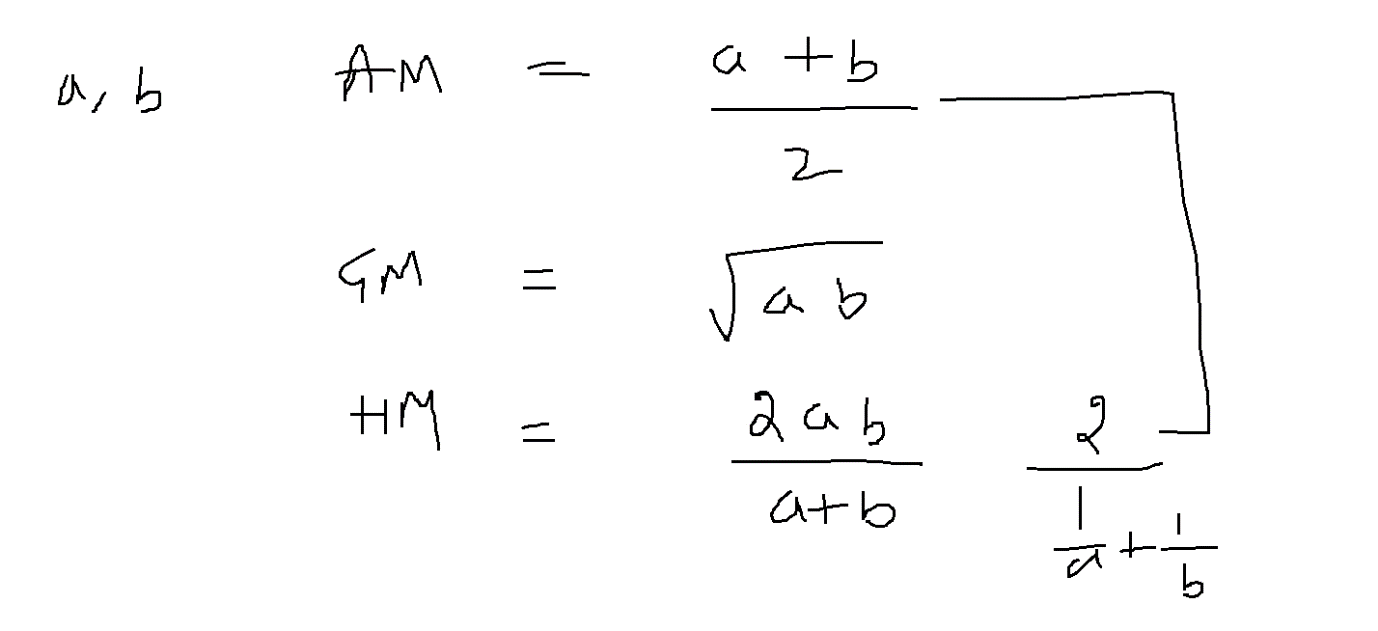 a, b AM = a + b / 2
GM = √ab
HM = 2ab / a+b 2 / 1/a + 1/b